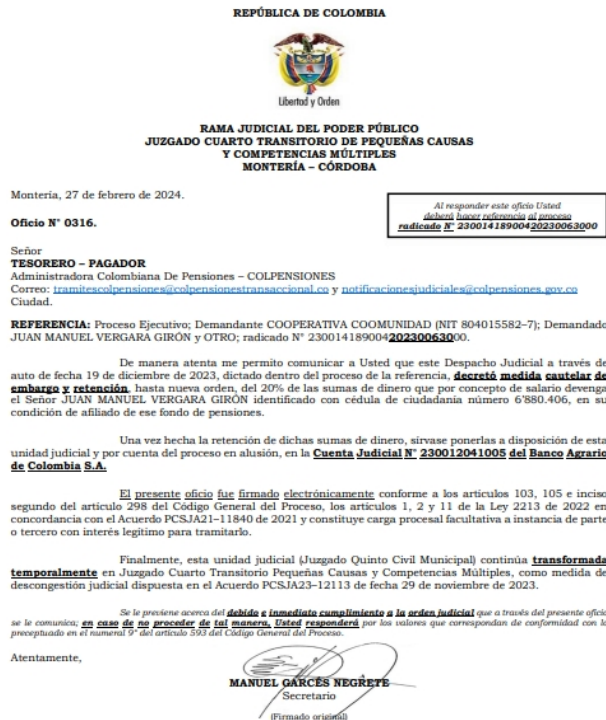 REPÚBLICA DE COLOMBIA
Libertad y Orden
RAMA JUDICIAL DEL PODER PÚBLICO
JUZGADO CUARTO TRANSITORIO DE PEQUEÑAS CAUSAS
Y COMPETENCIAS MÚLTIPLES
MONTERÍA – CÓRDOBA
Montería, 27 de febrero de 2024.
Al responder este oficio Usted
deberá hacer referencia al proceso
radicado N° 23001418900420230063000
Oficio N° 0316.
Señor
TESORERO – PAGADOR
Administradora Colombiana De Pensiones – COLPENSIONES
Correo: tramitescolpensiones@colpensionestransaccional.co y notificacionesjudiciales@colpensiones.gov.co
Ciudad.
REFERENCIA: Proceso Ejecutivo; Demandante COOPERATIVA COOMUNIDAD (NIT 804015582–7); Demandado
JUAN MANUEL VERGARA GIRÓN y OTRO; radicado N° 23001418900420230063000.
De manera atenta me permito comunicar a Usted que este Despacho Judicial a través de
auto de fecha 19 de diciembre de 2023, dictado dentro del proceso de la referencia, decretó medida cautelar de
embargo y retención, hasta nueva orden, del 20% de las sumas de dinero que por concepto de salario devenga
el Señor JUAN MANUEL VERGARA GIRÓN identificado con cédula de ciudadanía número 6'880.406, en su
condición de afiliado de ese fondo de pensiones.
Una vez hecha la retención de dichas sumas de dinero, sírvase ponerlas a disposición de esta
unidad judicial y por cuenta del proceso en alusión, en la Cuenta Judicial N° 230012041005 del Banco Agrario
de Colombia S.A.
El presente oficio fue firmado electrónicamente conforme a los artículos 103, 105 e inciso
segundo del artículo 298 del Código General del Proceso, los artículos 1, 2 y 11 de la Ley 2213 de 2022 en
concordancia con el Acuerdo PCSJA21–11840 de 2021 y constituye carga procesal facultativa a instancia de parte
o tercero con interés legítimo para tramitarlo.
Finalmente, esta unidad judicial (Juzgado Quinto Civil Municipal) continúa transformada
temporalmente en Juzgado Cuarto Transitorio Pequeñas Causas y Competencias Múltiples, como medida de
descongestión judicial dispuesta en el Acuerdo PCSJA23–12113 de fecha 29 de noviembre de 2023.
Se le previene acerca del debido e inmediato cumplimiento a la orden judicial que a través del presente oficio
se le comunica; en caso de no proceder de tal manera, Usted responderá por los valores que correspondan de conformidad con lo
preceptuado en el numeral 9° del artículo 593 del Código General del Proceso.
Atentamente,
MANUEL GARCÉS NEGRETE
Secretario
(Firmado original)